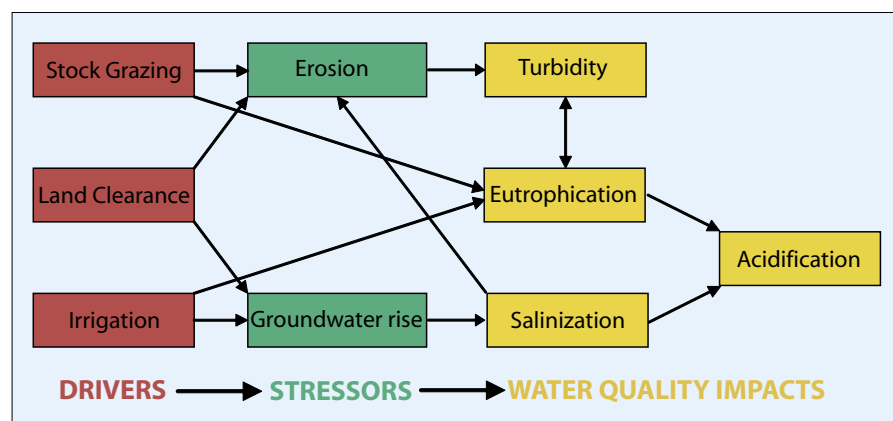 Stock Grazing
Erosion
Turbidity
Land Clearance
Eutrophication
Acidification
Irrigation
Groundwater rise
Salinization
DRIVERS
STRESSORS
WATER QUALITY IMPACTS